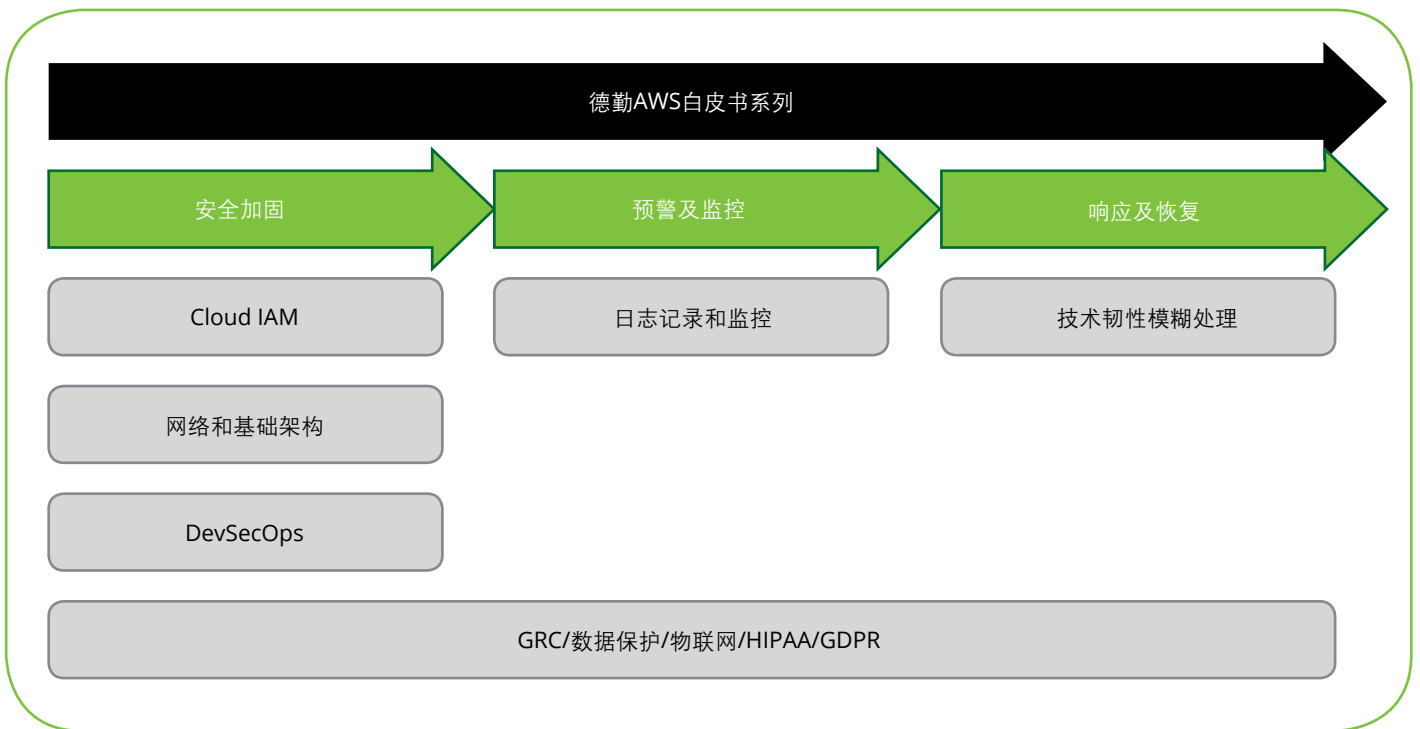 德勤AWS白皮书系列
安全加固
预警及监控
响应及恢复
Cloud IAM
日志记录和监控
技术韧性模糊处理
网络和基础架构
DevSecOps
GRC/数据保护/物联网/HIPAA/GDPR